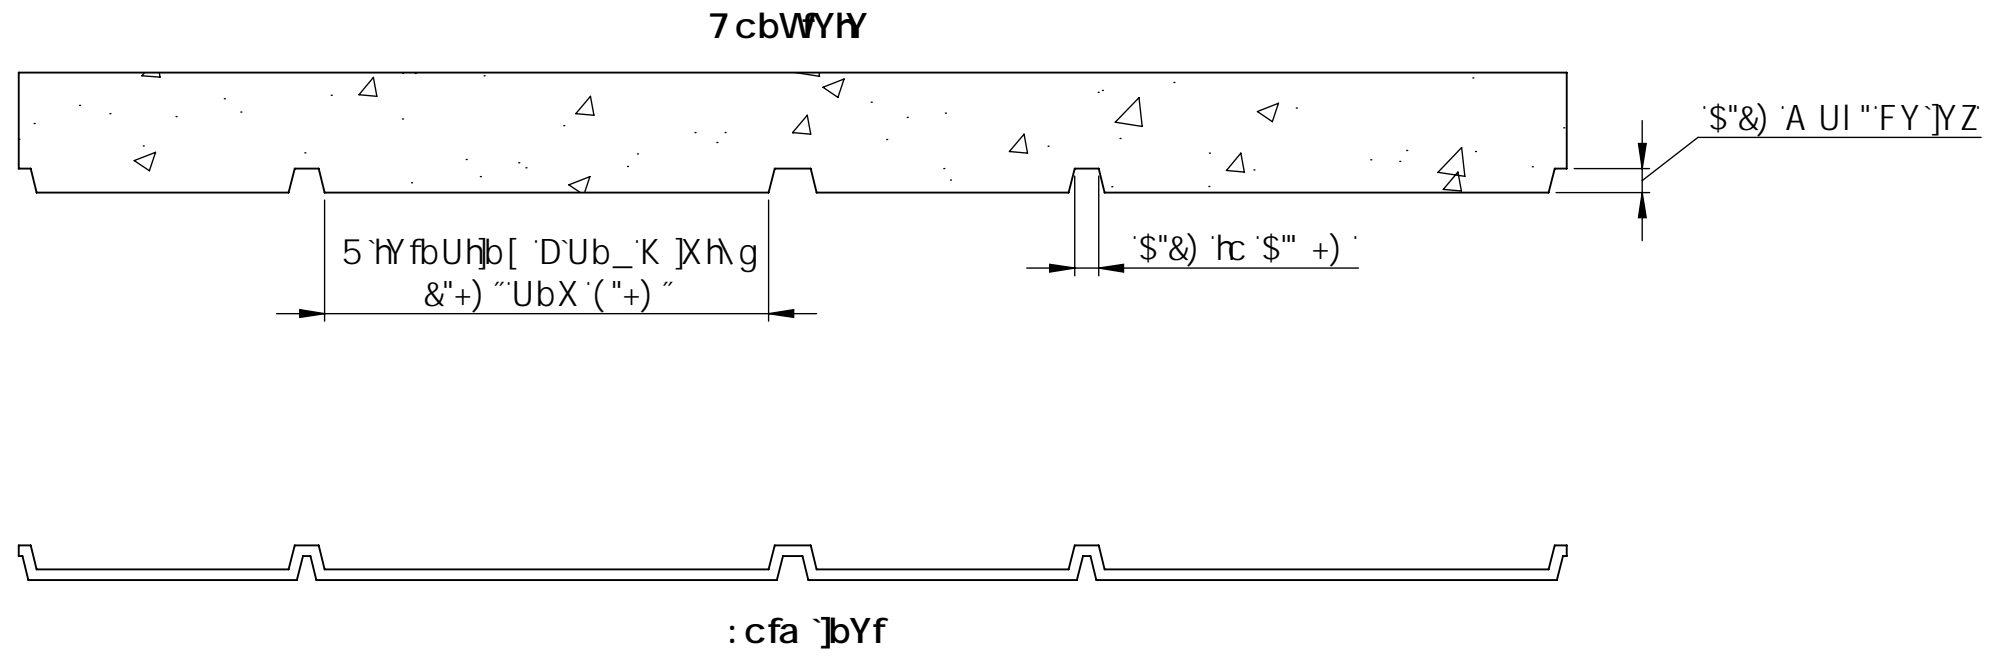 7cbWfYhY
˙$"&) ˙A Ul "˙FY`]YZ˙
5`hYfbUh]b[ ˙D`Ub_˙K ]Xh\g
&"+) ˝˙UbX˙("+) ˝
˙$"&) ˙hc ˙$"' +) ˙
:cfa `]bYf